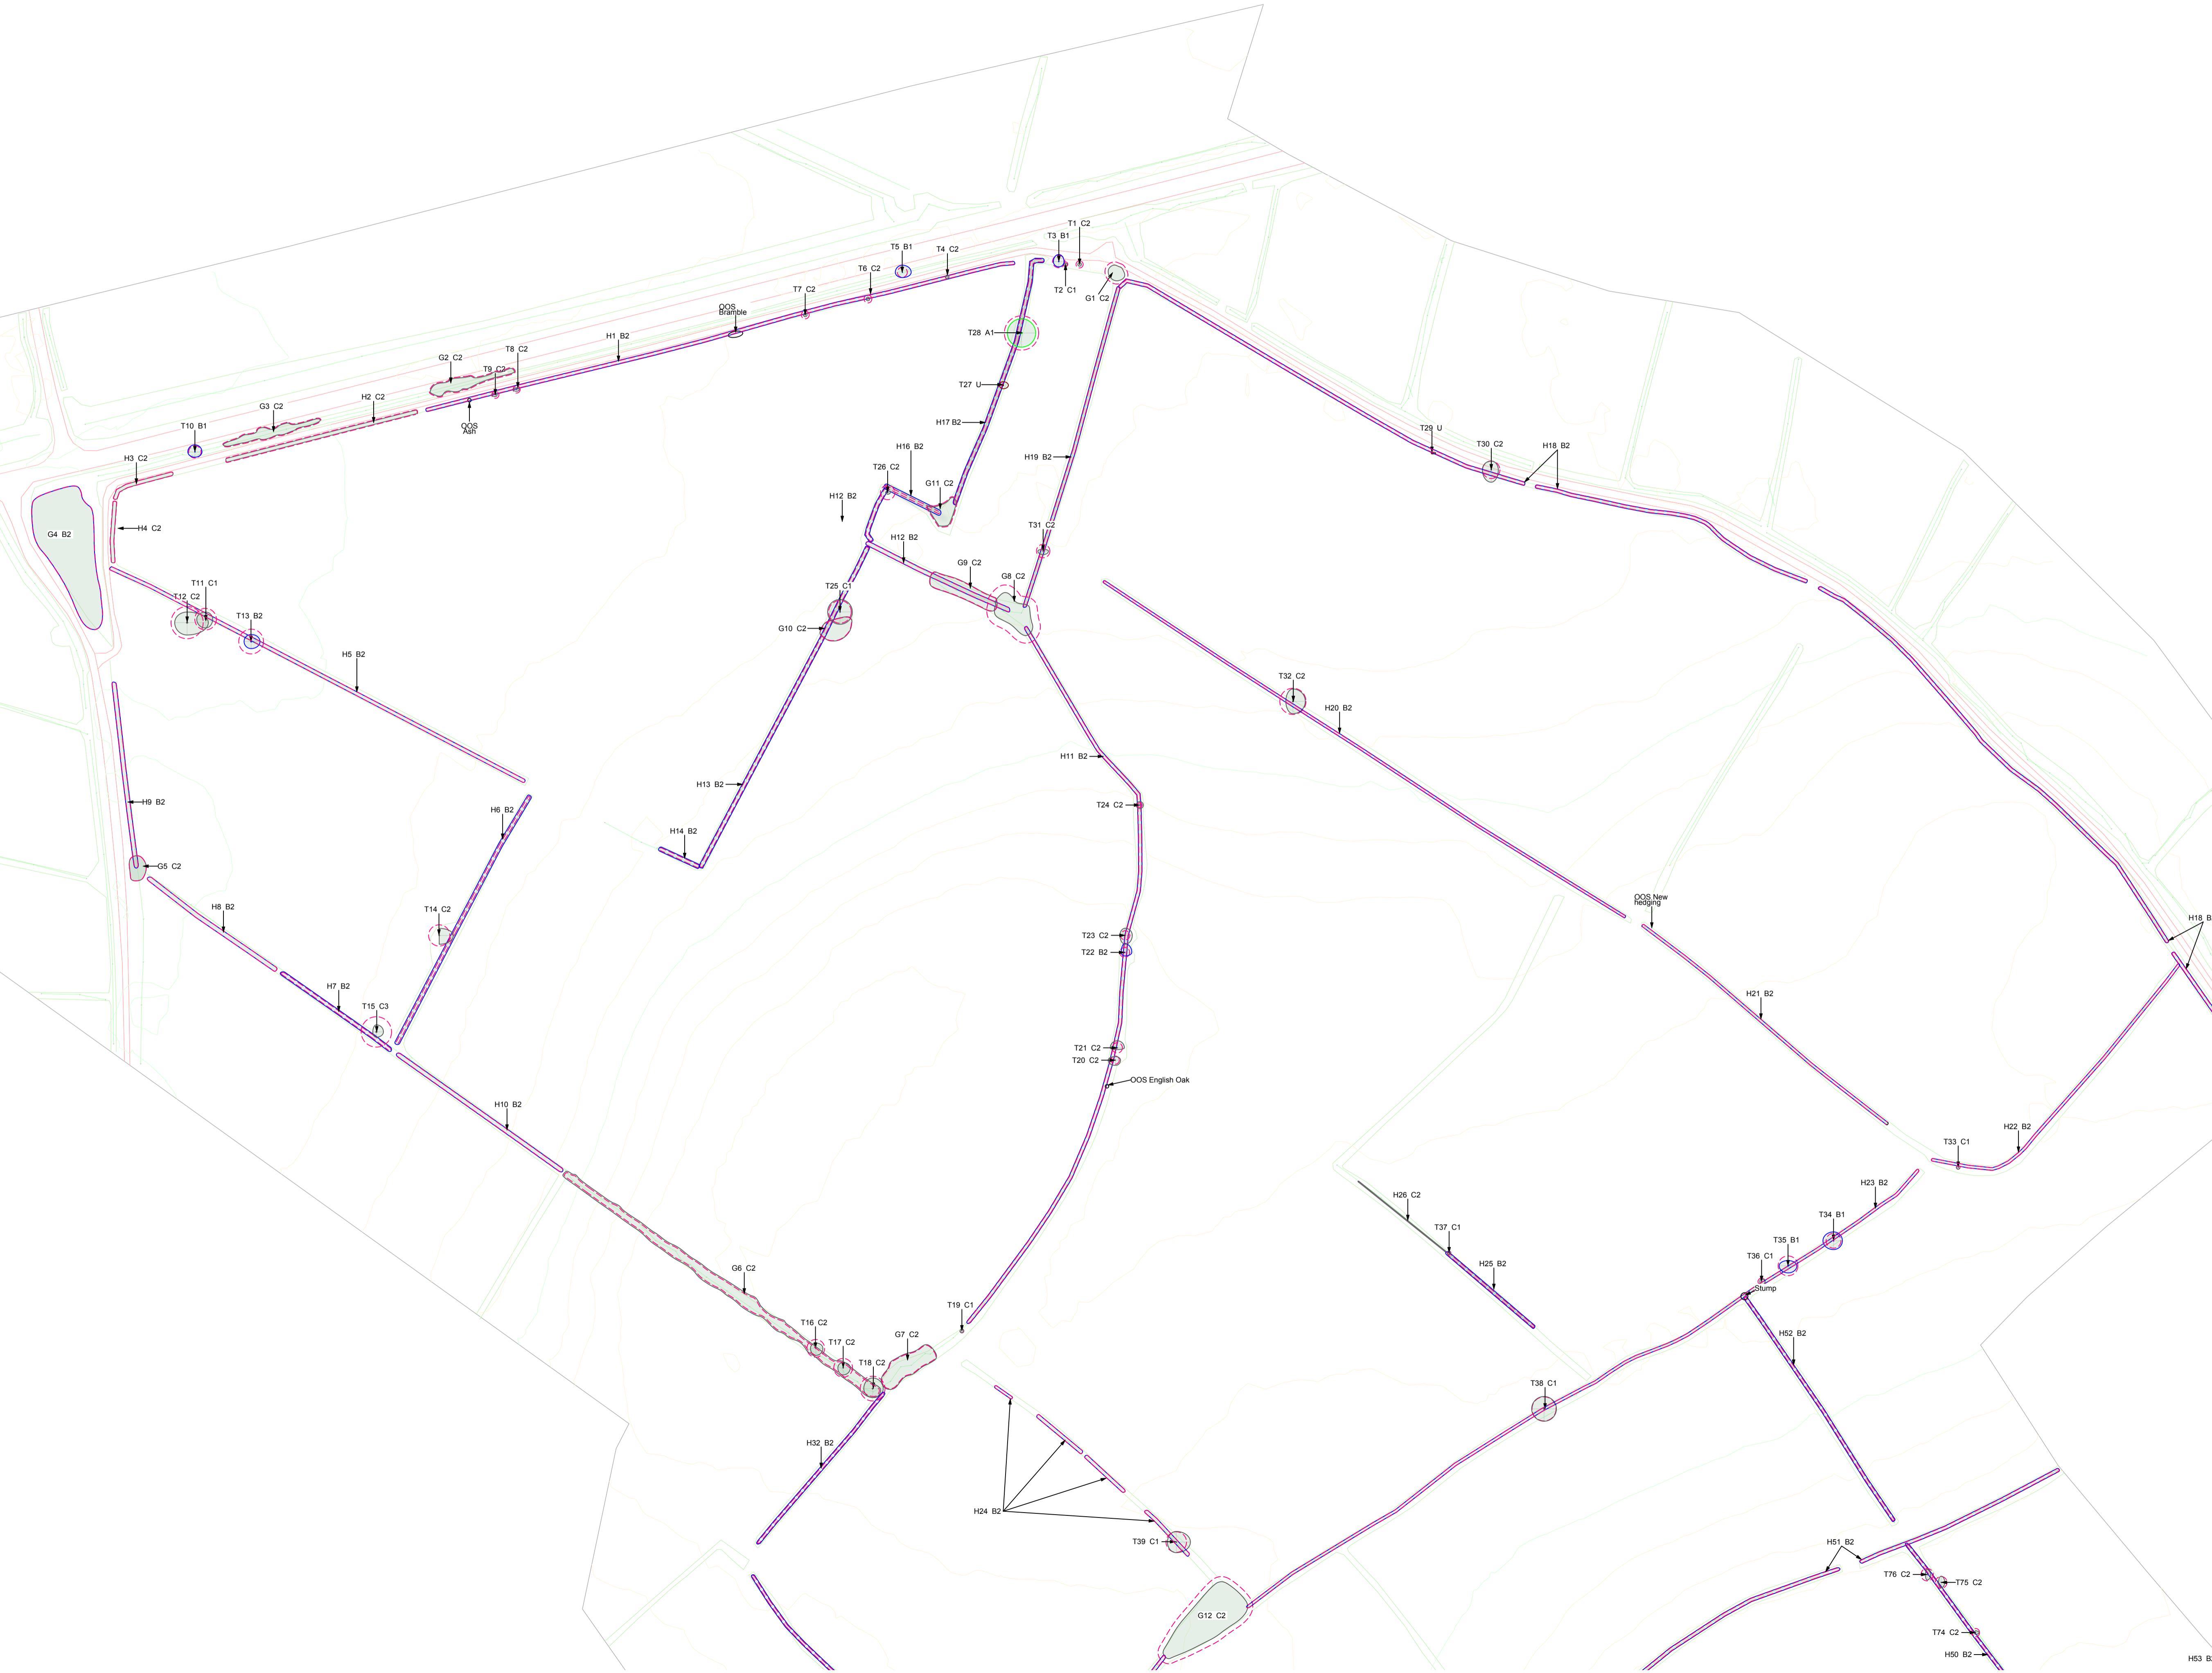 T1 C2
T3 B1
T5 B1
T4 C2
T6 C2
T2 C1
G1 C2
T7 C2
OOS
Bramble
T28 A1
H1 B2
T8 C2
G2 C2
T9 C2
T27 U
OOS
Ash
G3 C2
H2 C2
T10 B1
H17 B2
T29 U
T30 C2
H18 B2
H16 B2
H19 B2
H3 C2
T26 C2
G11 C2
H12 B2
H4 C2
G4 B2
T31 C2
H12 B2
G9 C2
G8 C2
T11 C1
T25 C1
T12 C2
T13 B2
G10 C2
H5 B2
T32 C2
H20 B2
H11 B2
H13 B2
H9 B2
T24 C2
H6 B2
H14 B2
G5 C2
OOS New
hedging
H8 B2
T14 C2
H18 B
T23 C2
T22 B2
H7 B2
H21 B2
T15 C3
T21 C2
T20 C2
OOS English Oak
H10 B2
H22 B2
T33 C1
H23 B2
H26 C2
T34 B1
T37 C1
T35 B1
T36 C1
H25 B2
G6 C2
Stump
T19 C1
T16 C2
H52 B2
G7 C2
T17 C2
T18 C2
T38 C1
H32 B2
H24 B2
T39 C1
H51 B2
T76 C2
T75 C2
G12 C2
T74 C2
H50 B2
H53 B